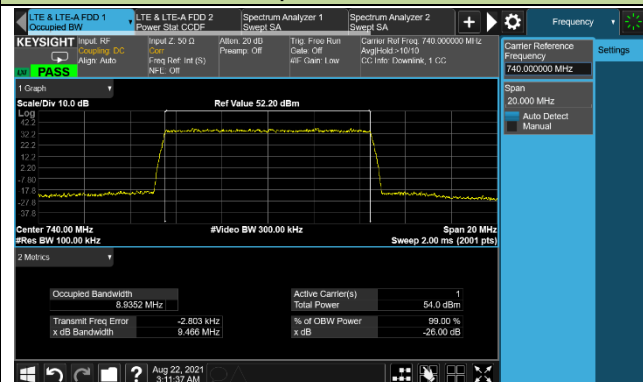 LTE & LTE-A FDD 1
Occupied BW
LTE & LTE-A FDD 2
Power Stat CCDF
Spectrum Analyzer 1
Swept SA
Spectrum Analyzer 2
Swept SA
Frequency
KEYSIGHT
Input: RF
Coupling: DC
Align: Auto
Input Z: 50 Ω
Corr
Freq Ref: Int (S)
NFE: Off
Atten: 20 dB
Preamp: Off
Trig: Free Run
Gate: Off
#IF Gain: Low
Carrier Ref Freq: 740.000000 MHz
Avg|Hold:>10/10
CC Info: Downlink, 1 CC
PASS
Carrier Reference
Frequency
740.000000 MHz
Settings
Span
20.000 MHz
Auto Detect
Manual
1 Graph
Scale/Div 10.0 dB
Ref Value 52.20 dBm
Log
42.2
32.2
22.2
12.2
2.20
-7.80
-17.8
-27.8
-37.8
Center 740.00 MHz
#Video BW 300.00 kHz
Span 20 MHz
#Res BW 100.00 kHz
Sweep 2.00 ms (2001 pts)
2 Metrics
Occupied Bandwidth
8.9352 MHz
Active Carrier(s) 1
Total Power 54.0 dBm
Transmit Freq Error -2.803 kHz
x dB Bandwidth 9.466 MHz
% of OBW Power 99.00 %
x dB -26.00 dB
?
Aug 22, 2021
3:11:37 AM